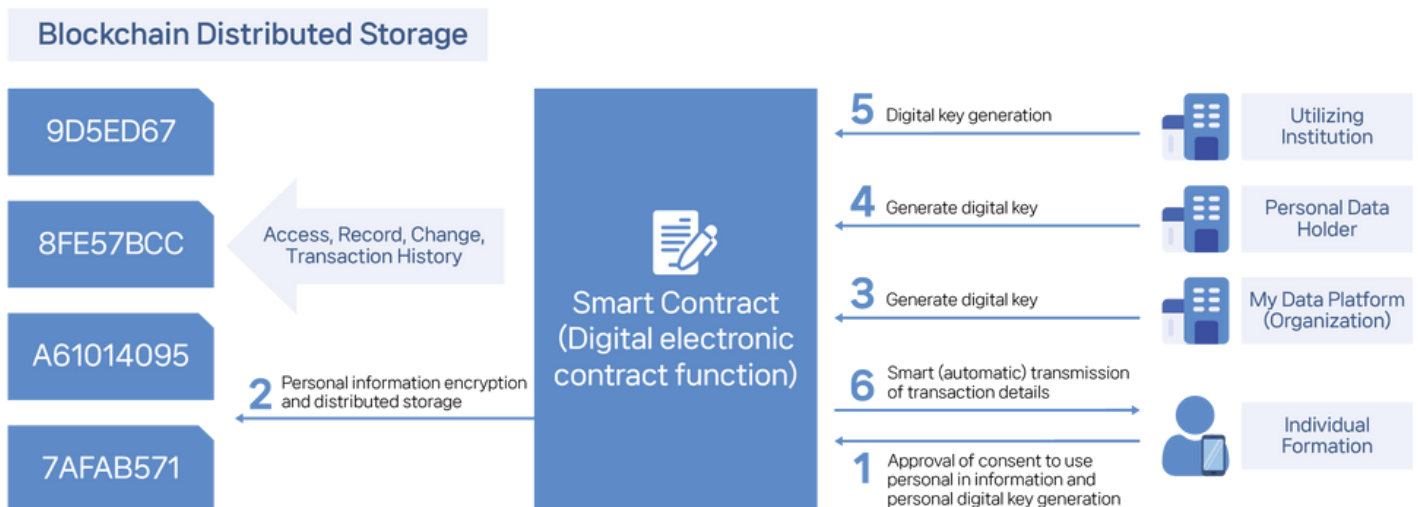 Blockchain Distributed Storage
9D5ED67
8FE57BCC
A61014095
7AFAB571
Access, Record, Change,
Transaction History
2 Personal information encryption
and distributed storage
Smart Contract
(Digital electronic
contract function)
5 Digital key generation
Utilizing
Institution
4 Generate digital key
Personal Data
Holder
3 Generate digital key
My Data Platform
(Organization)
6 Smart (automatic) transmission
of transaction details
Individual
Formation
1 Approval of consent to use
personal in information and
personal digital key generation